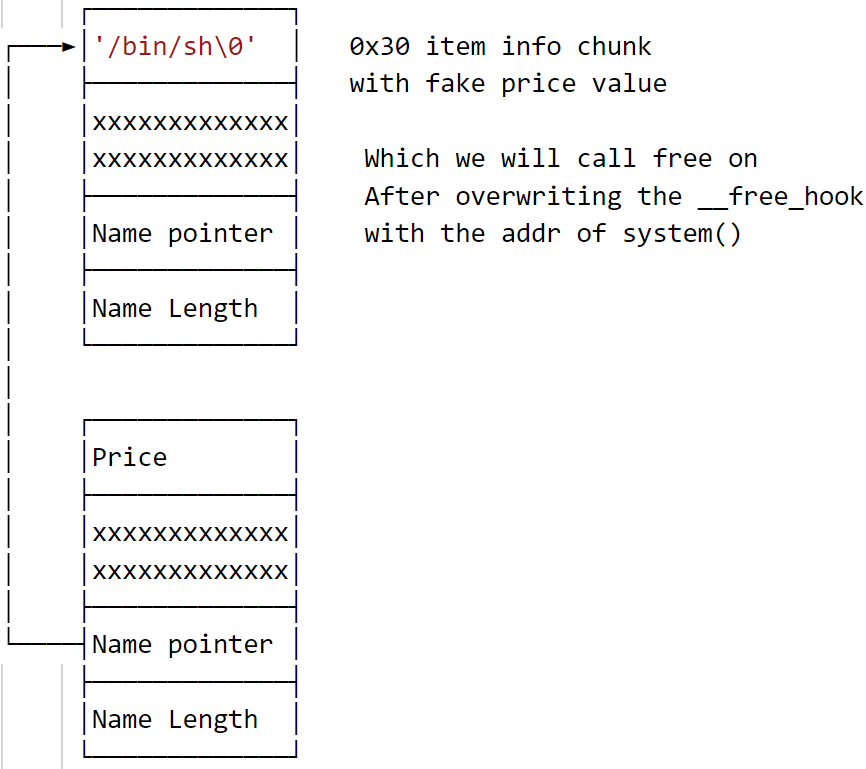 '/bin/sh\0' 0x30 item info chunk
with fake price value
xxxxxxxxxxxxx
xxxxxxxxxxxxx Which we will call free on
After overwriting the __free_hook
Name pointer with the addr of system()
Name Length
Price
xxxxxxxxxxxxx
xxxxxxxxxxxxx
Name pointer
Name Length